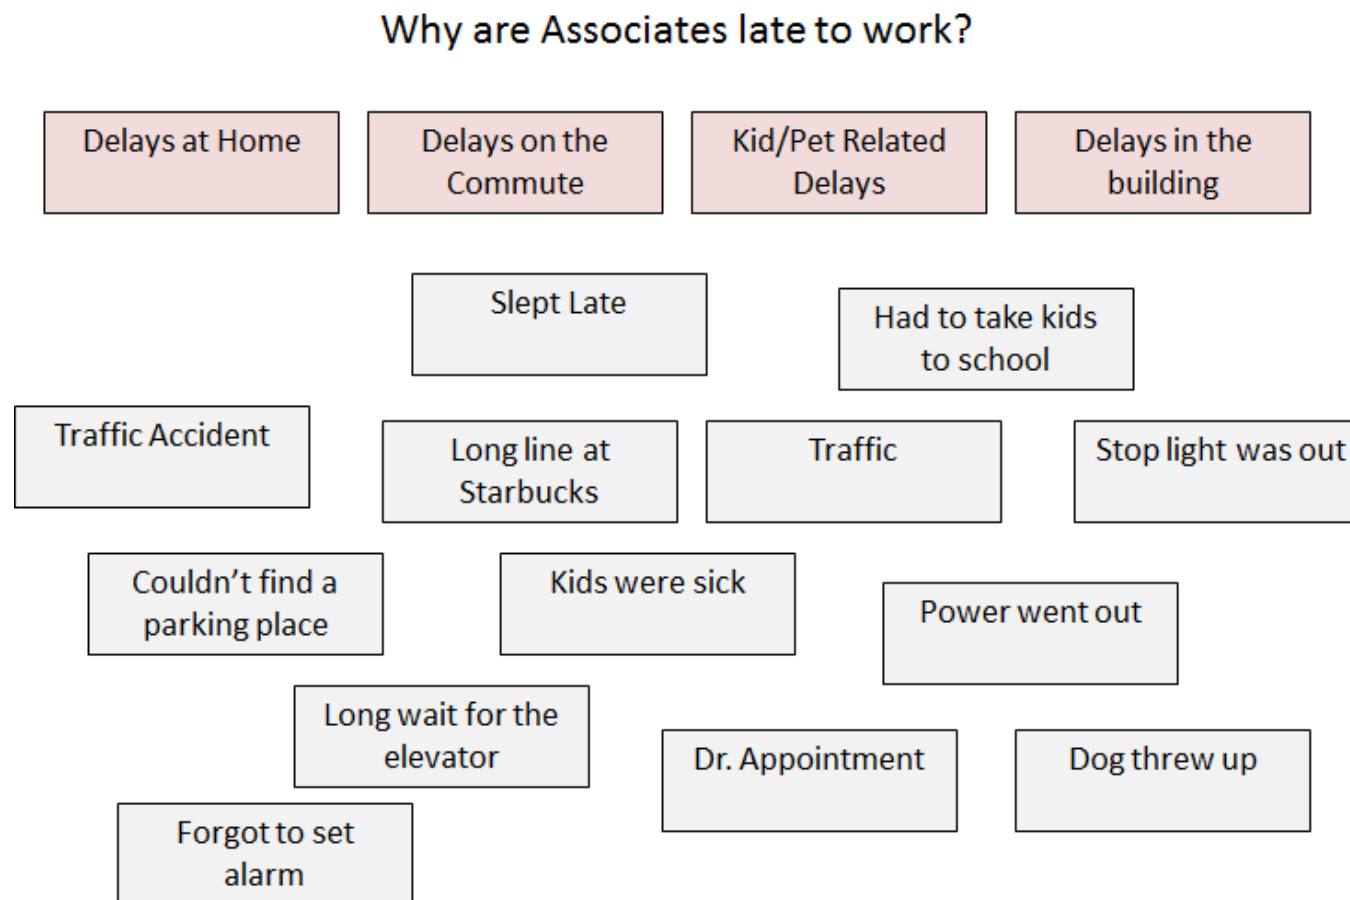 Why are Associates late to work?
Delays at Home
Delays on the
Commute
Kid/Pet Related
Delays
Delays in the
building
Slept Late
Had to take kids
to school
Traffic Accident
Long line at
Starbucks
Traffic
Stop light was out
Couldn’t find a
parking place
Kids were sick
Power went out
Long wait for the
elevator
Dr. Appointment
Dog threw up
Forgot to set
alarm